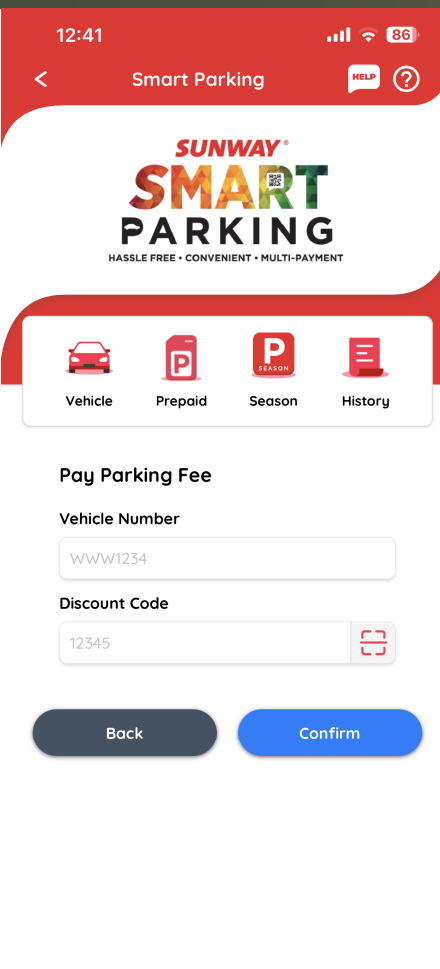 12:41
86
Smart Parking
HELP
?
SUNWAY®
SMART
PARKING
HASSLE FREE • CONVENIENT • MULTI-PAYMENT
P
P
SEASON
Vehicle
Prepaid
Season
History
Pay Parking Fee
Vehicle Number
WWW1234
Discount Code
12345
Back
Confirm